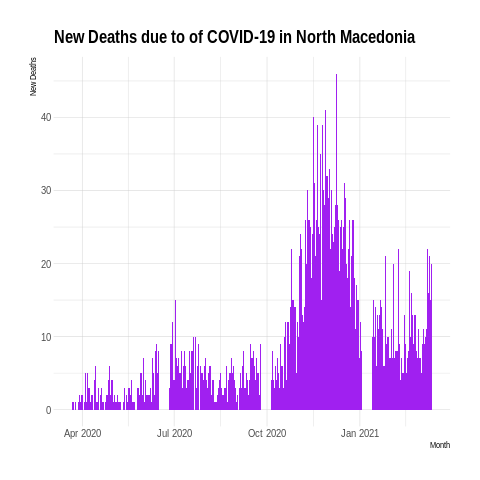 New Deaths due to of COVID-19 in North Macedonia
New Deaths
40
30
20
10
0
Apr 2020 Jul 2020 Oct 2020 Jan 2021
Month